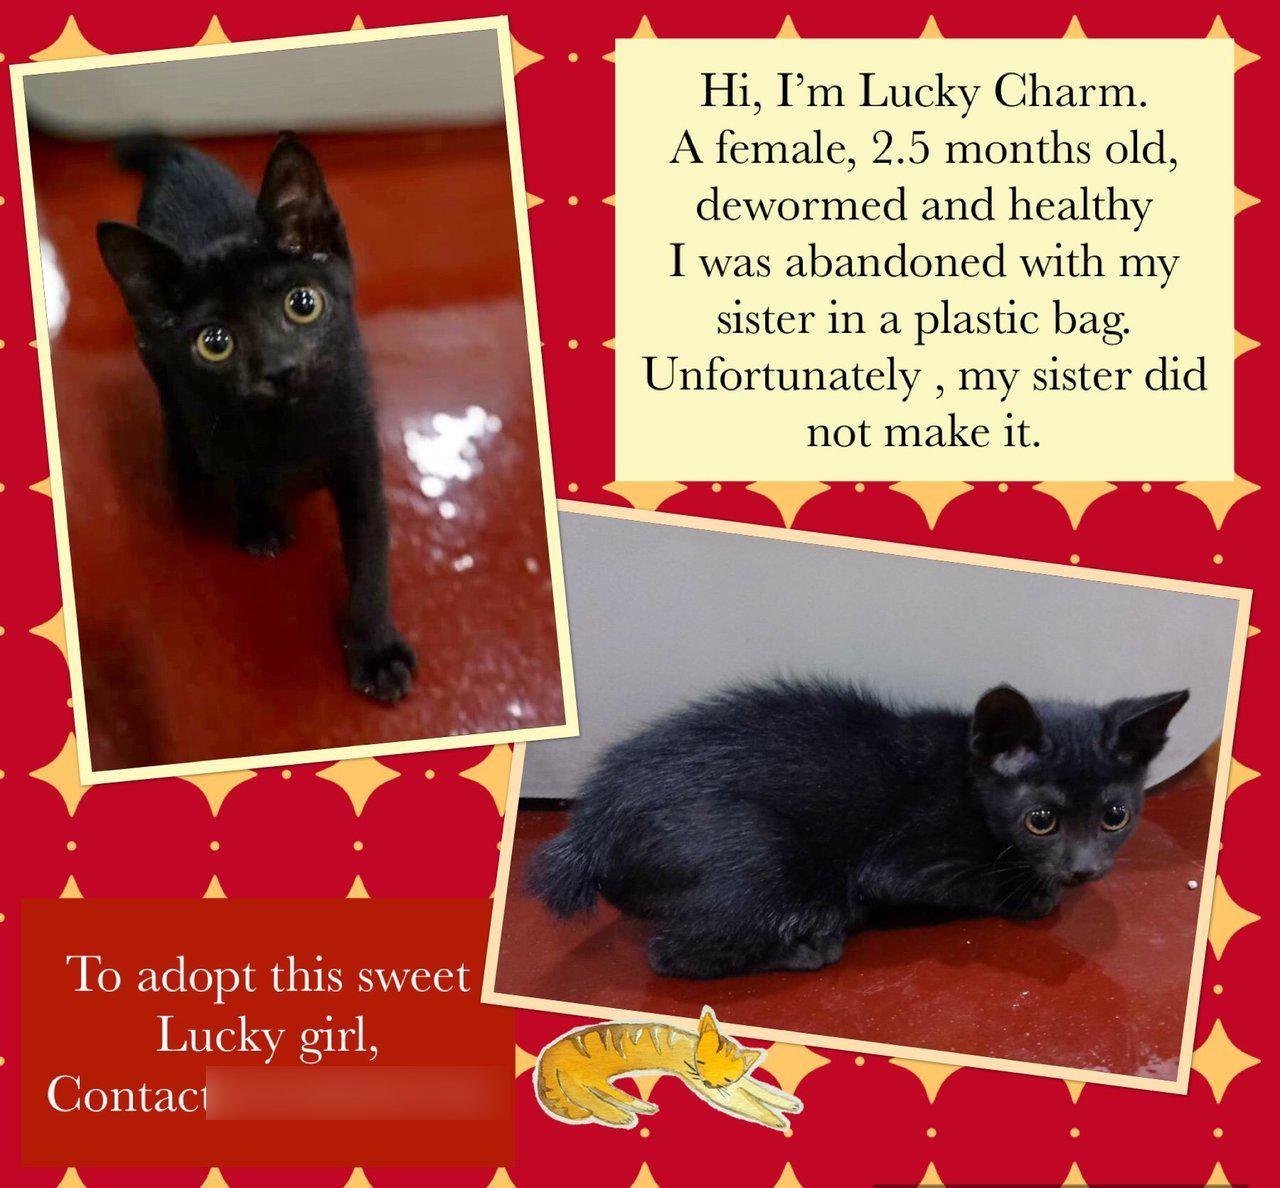 Hi, I'm Lucky Charm.
A female, 2.5 months old,
dewormed and healthy
I was abandoned with my
sister in a plastic bag.
Unfortunately , my sister did
not make it.
To adopt this sweet
Lucky girl,
Contact